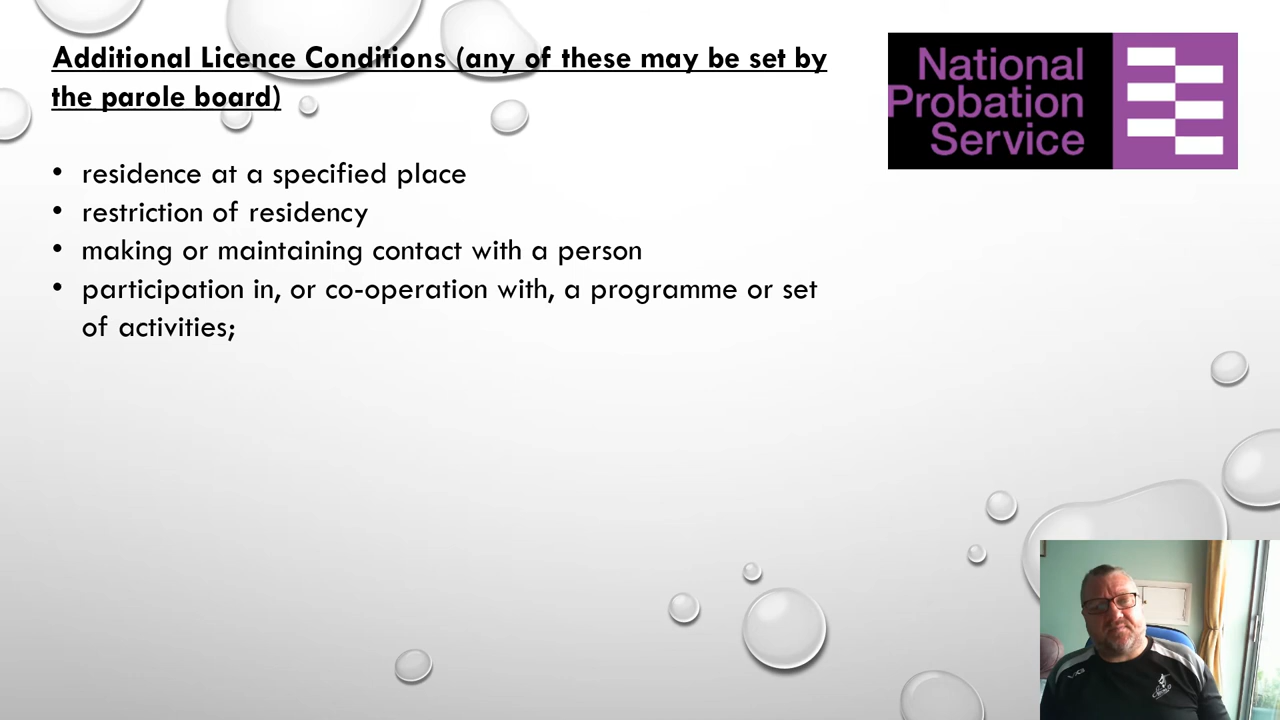 Additional Licence Conditions (any of these may be set by
the parole board)
• residence at a specified place
• restriction of residency
• making or maintaining contact with a person
• participation in, or co-operation with, a programme or set
of activities;
National
Probation
Service